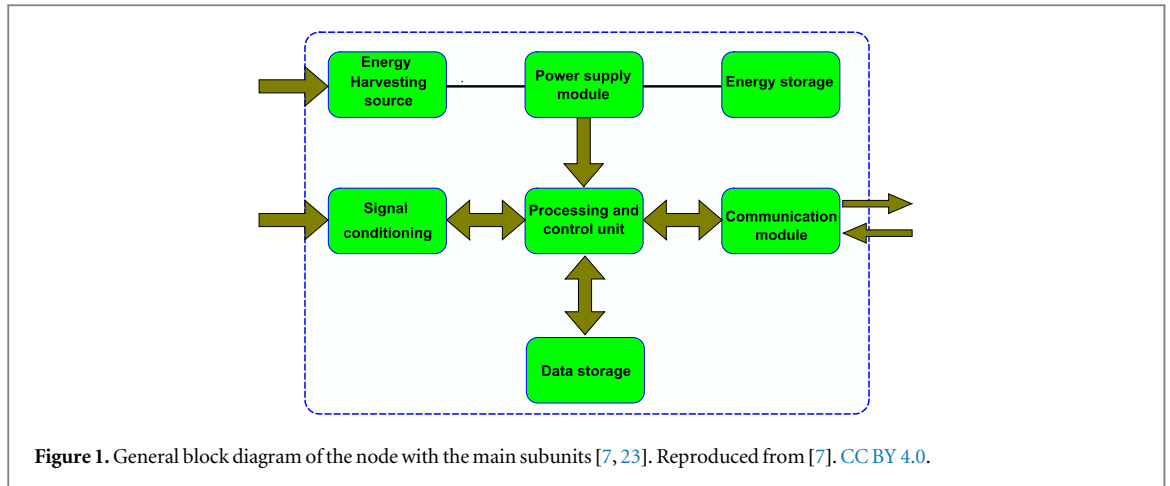 Energy
Harvesting
source
Power supply
module
Energy storage
Signal
conditioning
Processing and
control unit
Communication
module
Data storage
Figure 1. General block diagram of the node with the main subunits [7, 23]. Reproduced from [7]. CC BY 4.0.